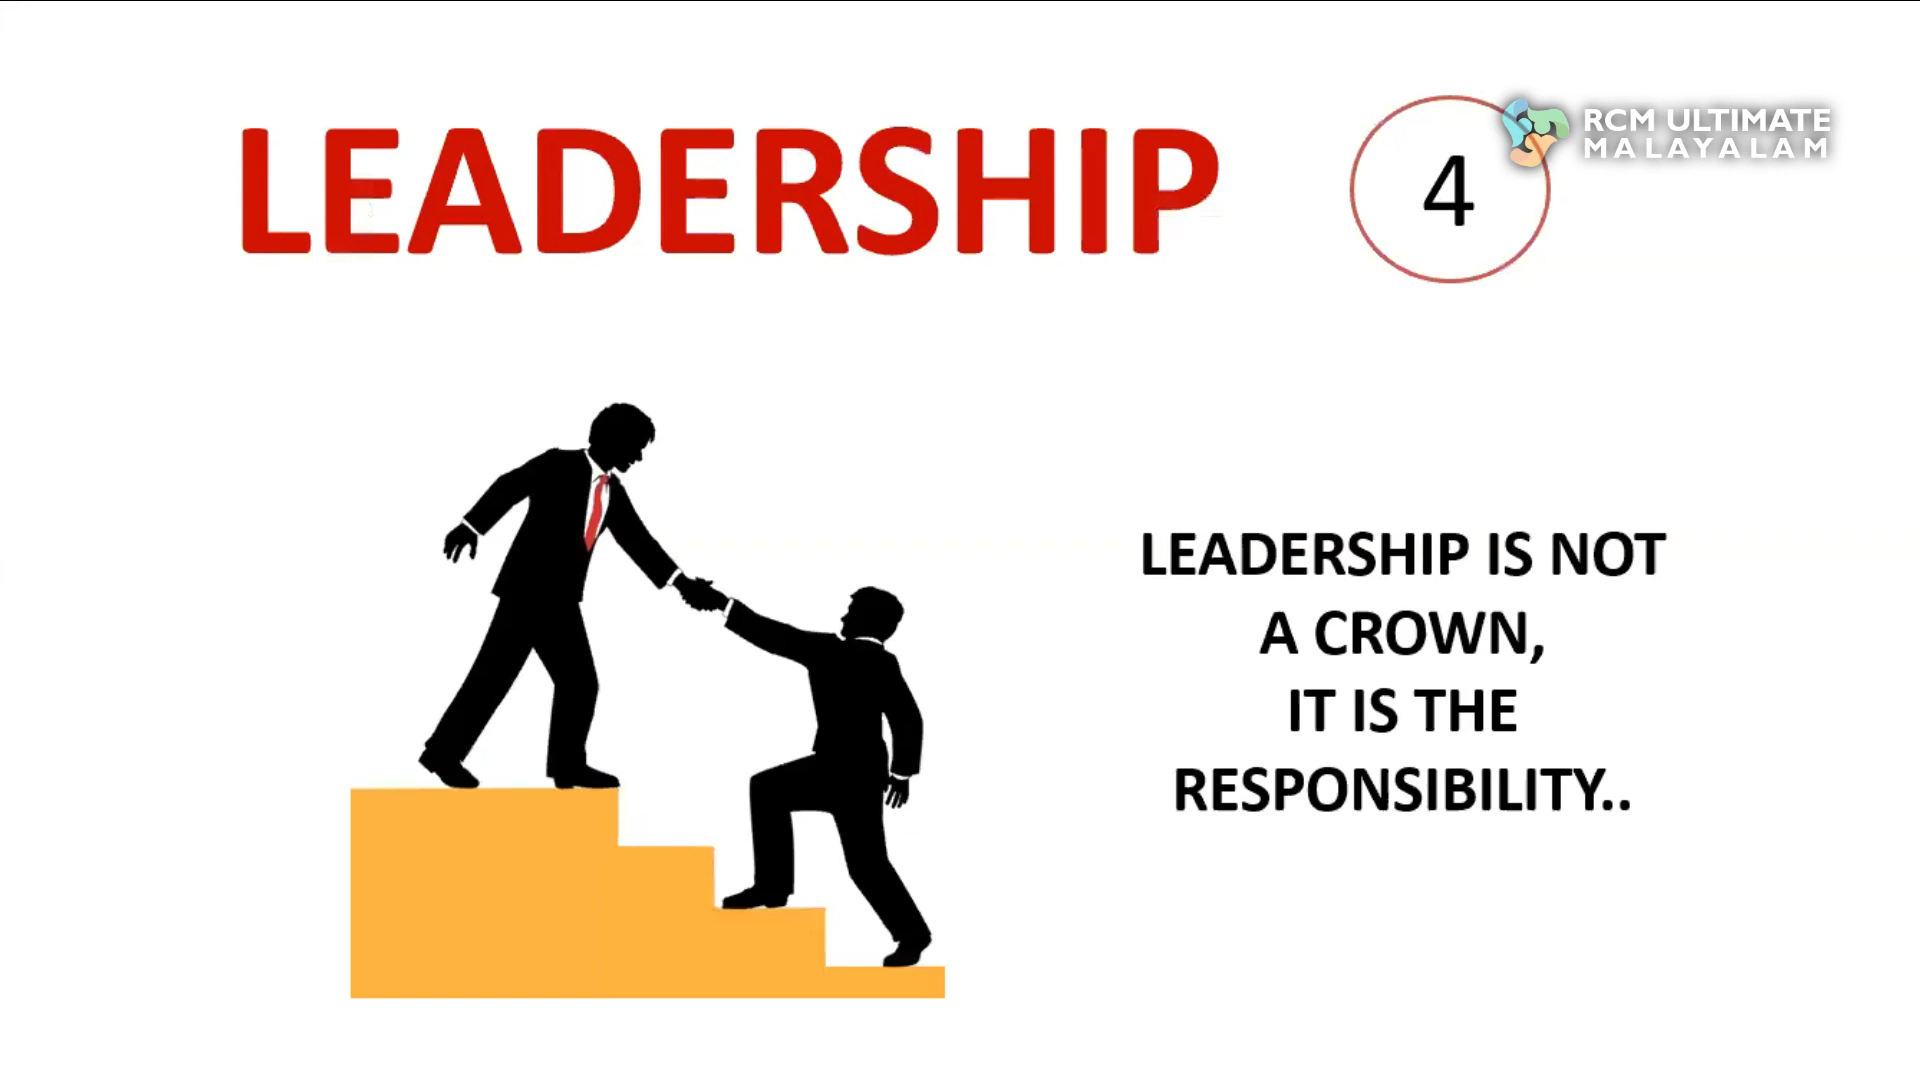 LEADERSHIP
4
RCM ULTIMATE
MALAYALAM
LEADERSHIP IS NOT
A CROWN,
IT IS THE
RESPONSIBILITY..